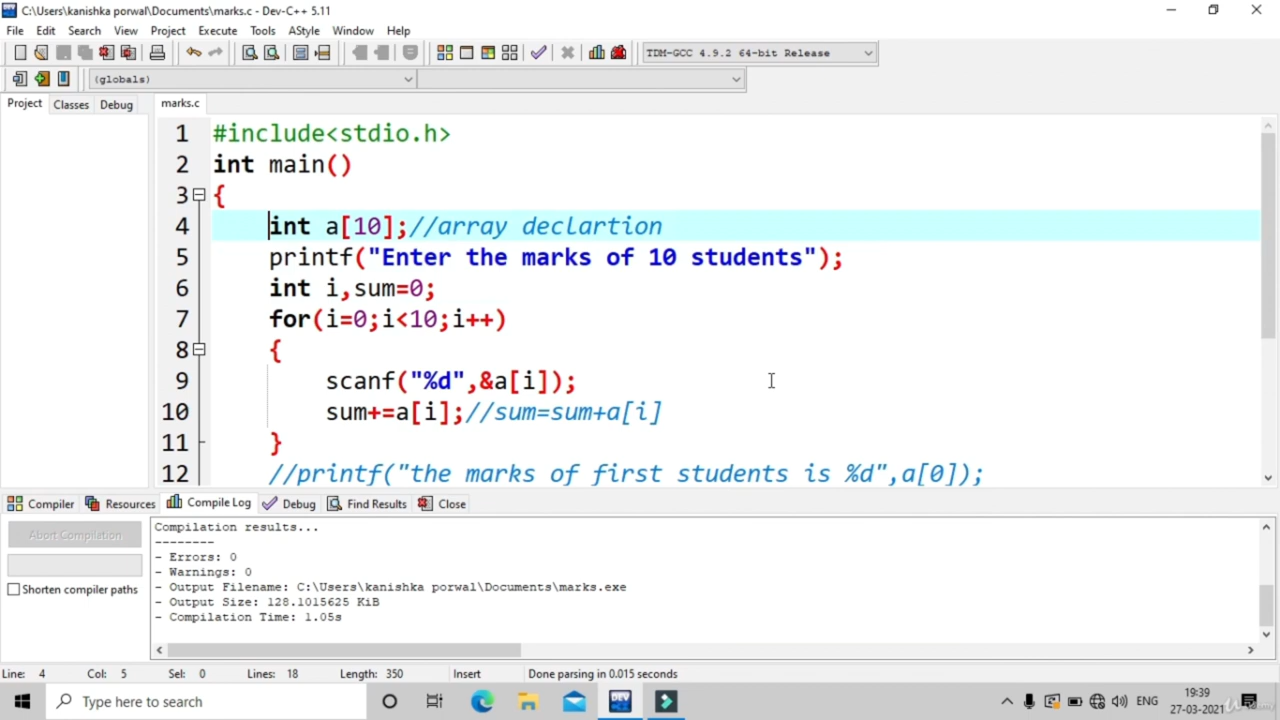 C:\Users\kanishka porwal\Documents\marks.c - Dev-C++ 5.11
File Edit Search View Project Execute Tools AStyle Window Help
TDM-GCC 4.9.2 64-bit Release
(globals)
Project Classes Debug marks.c
1 #include<stdio.h>
2 int main()
3 {
4 int a[10];//array declartion
5 printf("Enter the marks of 10 students");
6 int i,sum=0;
7 for(i=0;i<10;i++)
8 {
9 scanf("%d",&a[i]);
10 sum+=a[i];//sum=sum+a[i]
11 }
12 //printf("the marks of first students is %d",a[0]);
Compiler Resources Compile Log Debug Find Results Close
Abort Compilation
Shorten compiler paths
Compilation results...
--------
- Errors: 0
- Warnings: 0
- Output Filename: C:\Users\kanishka porwal\Documents\marks.exe
- Output Size: 128.1015625 KiB
- Compilation Time: 1.05s
Line: 4 Col: 5 Sel: 0 Lines: 18 Length: 350 Insert Done parsing in 0.015 seconds
Type here to search
DEV
ENG
19:39
27-03-2021
Udemy